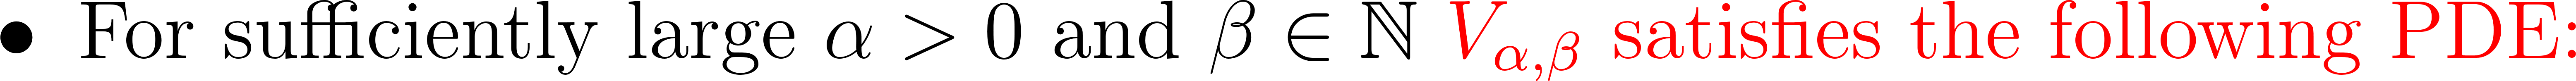 • For sufficiently large α > 0 and β ∈ ℕ V_{α,β} satisfies the following PDE: